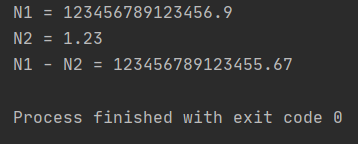 N1 = 123456789123456.9
N2 = 1.23
N1 - N2 = 123456789123455.67

Process finished with exit code 0